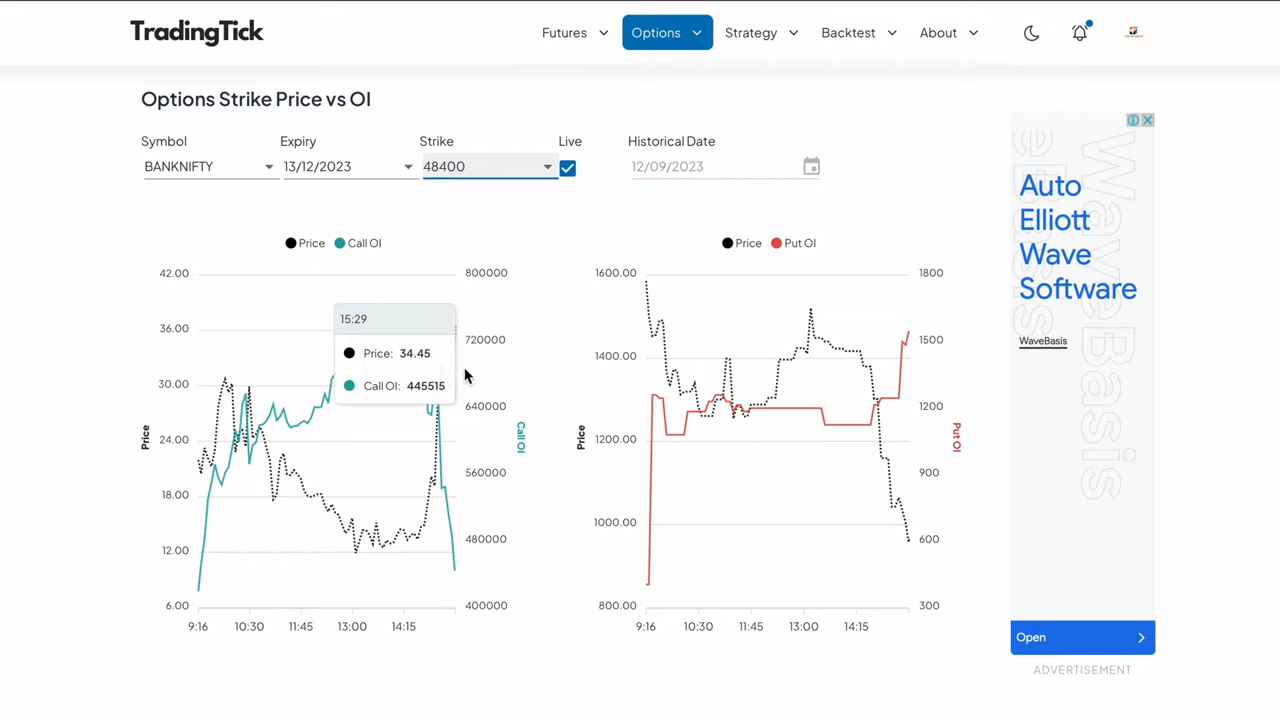 TradingTick
Futures
Options
Strategy
Backtest
About
Options Strike Price vs OI
Symbol
Expiry
Strike
Live
Historical Date
BANKNIFTY
13/12/2023
48400
12/09/2023
Price
Call OI
42.00
36.00
30.00
24.00
18.00
12.00
6.00
Price
800000
720000
640000
560000
480000
400000
Call OI
15:29
Price: 34.45
Call OI: 445515
9:16
10:30
11:45
13:00
14:15
Price
Put OI
1600.00
1400.00
1200.00
1000.00
800.00
Price
1800
1500
1200
900
600
300
Put OI
9:16
10:30
11:45
13:00
14:15
Auto
Elliott
Wave
Software
WaveBasis
WaveBasis
Open
ADVERTISEMENT